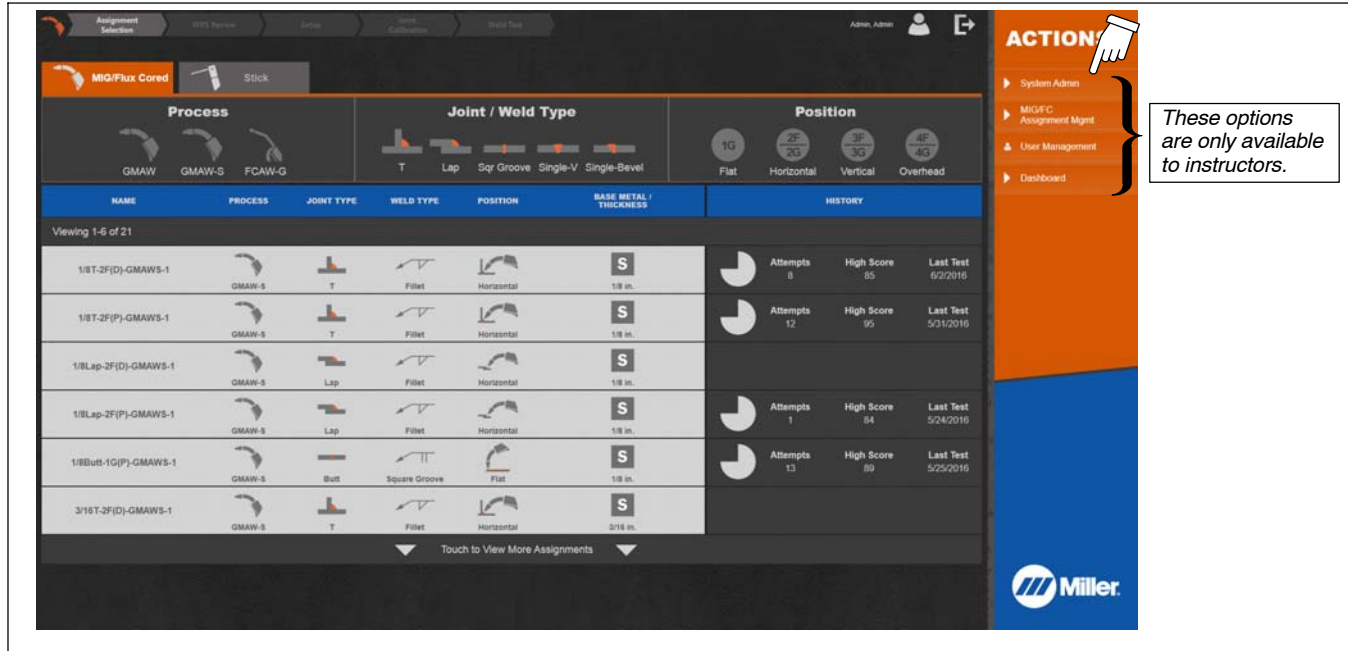 Assignment
Selection
WPS Review
Setup
Joint
Calibration
Weld Test
Admin, Admin
ACTIONS
MIG/Flux Cored
Stick
System Admin
MIG/FC
Assignment Mgmt
User Management
Dashboard
These options
are only available
to instructors.
Process
Joint / Weld Type
Position
1G
2F
2G
3F
3G
4F
4G
GMAW GMAW-S FCAW-G
T Lap Sqr Groove Single-V Single-Bevel
Flat Horizontal Vertical Overhead
NAME PROCESS JOINT TYPE WELD TYPE POSITION BASE METAL / THICKNESS HISTORY
Viewing 1-6 of 21
1/8T-2F(D)-GMAWS-1 S Attempts High Score Last Test
GMAW-S T Fillet Horizontal 1/8 in. 8 85 6/2/2016
1/8T-2F(P)-GMAWS-1 S Attempts High Score Last Test
GMAW-S T Fillet Horizontal 1/8 in. 12 95 5/31/2016
1/8Lap-2F(D)-GMAWS-1 S
GMAW-S Lap Fillet Horizontal 1/8 in.
1/8Lap-2F(P)-GMAWS-1 S Attempts High Score Last Test
GMAW-S Lap Fillet Horizontal 1/8 in. 1 84 5/24/2016
1/8Butt-1G(P)-GMAWS-1 S Attempts High Score Last Test
GMAW-S Butt Square Groove Flat 1/8 in. 13 89 5/25/2016
3/16T-2F(D)-GMAWS-1 S
GMAW-S T Fillet Horizontal 3/16 in.
Touch to View More Assignments
Miller.